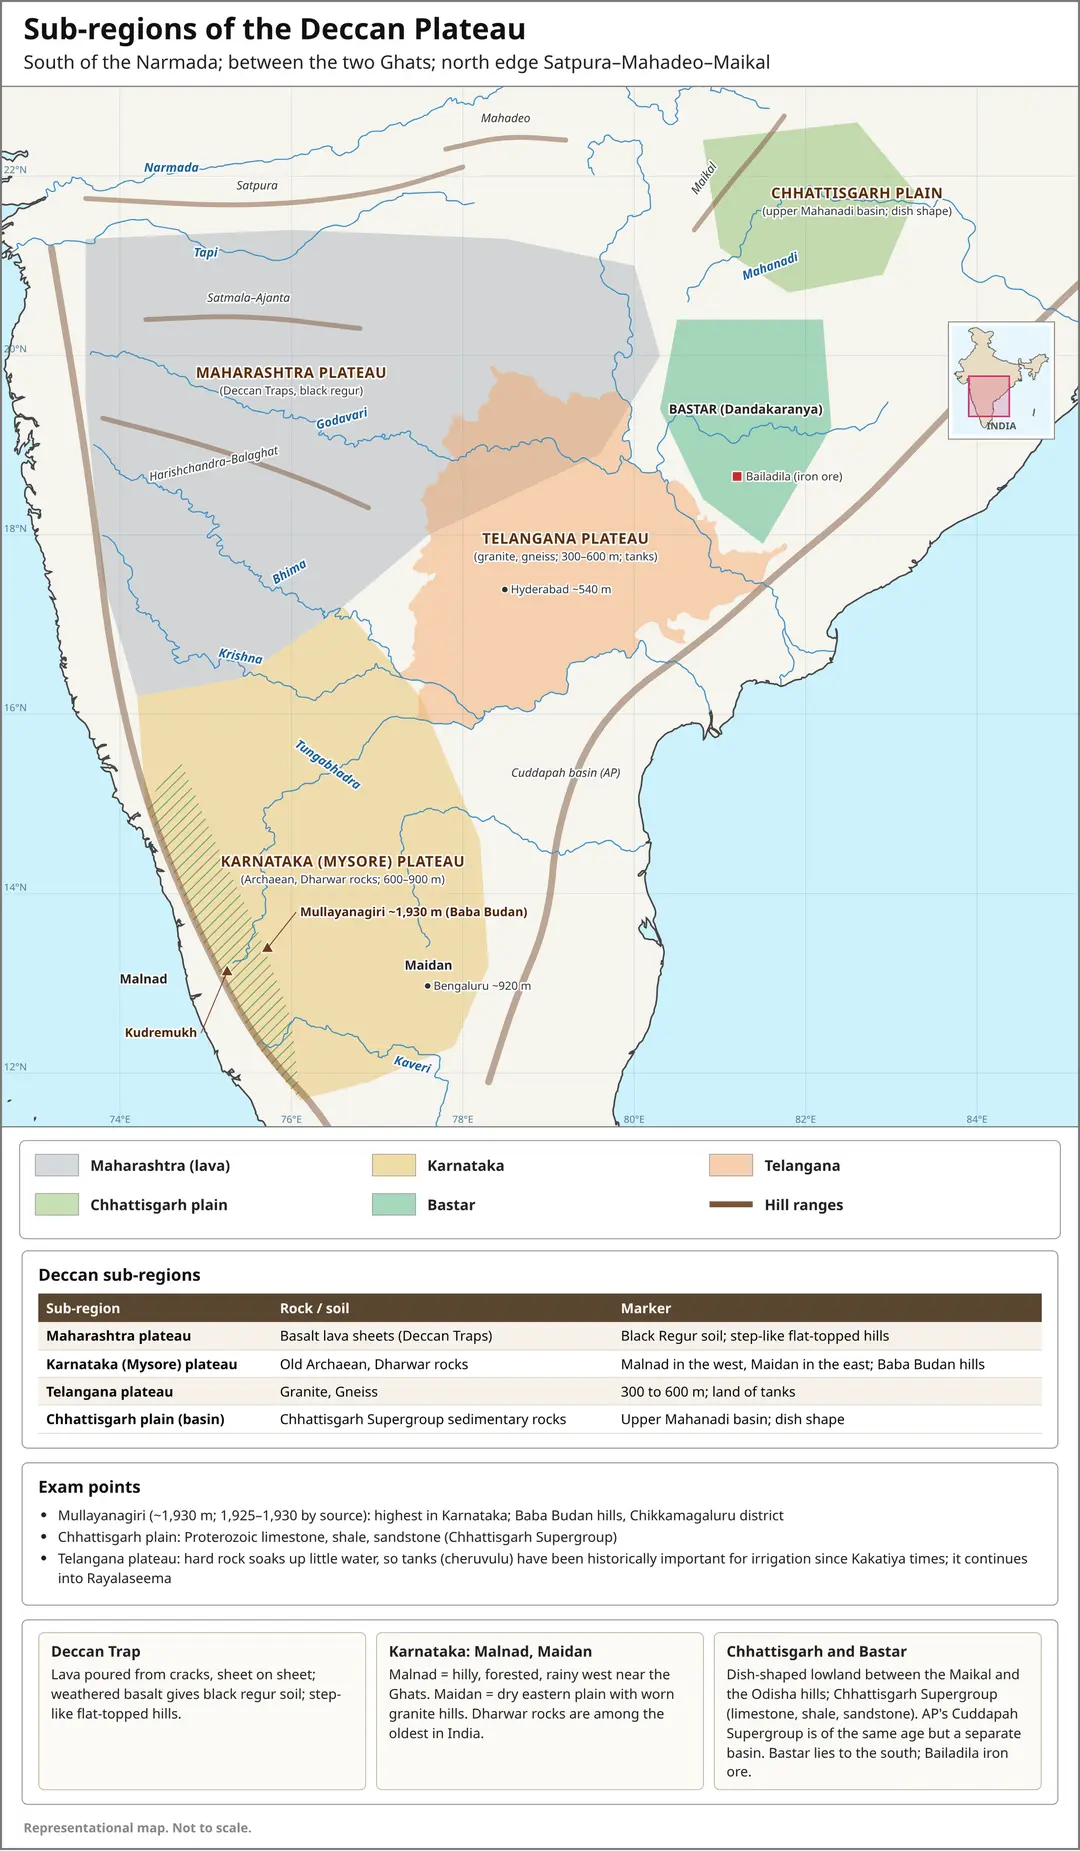 Sub-regions of the Deccan Plateau
South of the Narmada; between the two Ghats; north edge Satpura–Mahadeo–Maikal
Mahadeo
Narmada
22°N
Satpura
Maikal
CHHATTISGARH PLAIN
(upper Mahanadi basin; dish shape)
Tapi
Mahanadi
Satmala–Ajanta
20°N
MAHARASHTRA PLATEAU
(Deccan Traps, black regur)
Godavari
BASTAR (Dandakaranya)
INDIA
Harishchandra–Balaghat
Bailadila (iron ore)
18°N
TELANGANA PLATEAU
(granite, gneiss; 300–600 m; tanks)
Bhima
Hyderabad ~540 m
Krishna
16°N
Tungabhadra
Cuddapah basin (AP)
KARNATAKA (MYSORE) PLATEAU
(Archaean, Dharwar rocks; 600–900 m)
14°N
Mullayanagiri ~1,930 m (Baba Budan)
Maidan
Malnad
Bengaluru ~920 m
Kudremukh
Kaveri
12°N
74°E
76°E
78°E
80°E
82°E
84°E
Maharashtra (lava)
Karnataka
Telangana
Chhattisgarh plain
Bastar
Hill ranges
Deccan sub-regions
Sub-region Rock / soil Marker
Maharashtra plateau Basalt lava sheets (Deccan Traps) Black Regur soil; step-like flat-topped hills
Karnataka (Mysore) plateau Old Archaean, Dharwar rocks Malnad in the west, Maidan in the east; Baba Budan hills
Telangana plateau Granite, Gneiss 300 to 600 m; land of tanks
Chhattisgarh plain (basin) Chhattisgarh Supergroup sedimentary rocks Upper Mahanadi basin; dish shape
Exam points
• Mullayanagiri (~1,930 m; 1,925–1,930 by source): highest in Karnataka; Baba Budan hills, Chikkamagaluru district
• Chhattisgarh plain: Proterozoic limestone, shale, sandstone (Chhattisgarh Supergroup)
• Telangana plateau: hard rock soaks up little water, so tanks (cheruvulu) have been historically important for irrigation since Kakatiya times; it continues
into Rayalaseema
Deccan Trap
Lava poured from cracks, sheet on sheet;
weathered basalt gives black regur soil; step-
like flat-topped hills.
Karnataka: Malnad, Maidan
Malnad = hilly, forested, rainy west near the
Ghats. Maidan = dry eastern plain with worn
granite hills. Dharwar rocks are among the
oldest in India.
Chhattisgarh and Bastar
Dish-shaped lowland between the Maikal and
the Odisha hills; Chhattisgarh Supergroup
(limestone, shale, sandstone). AP's Cuddapah
Supergroup is of the same age but a separate
basin. Bastar lies to the south; Bailadila iron
ore.
Representational map. Not to scale.